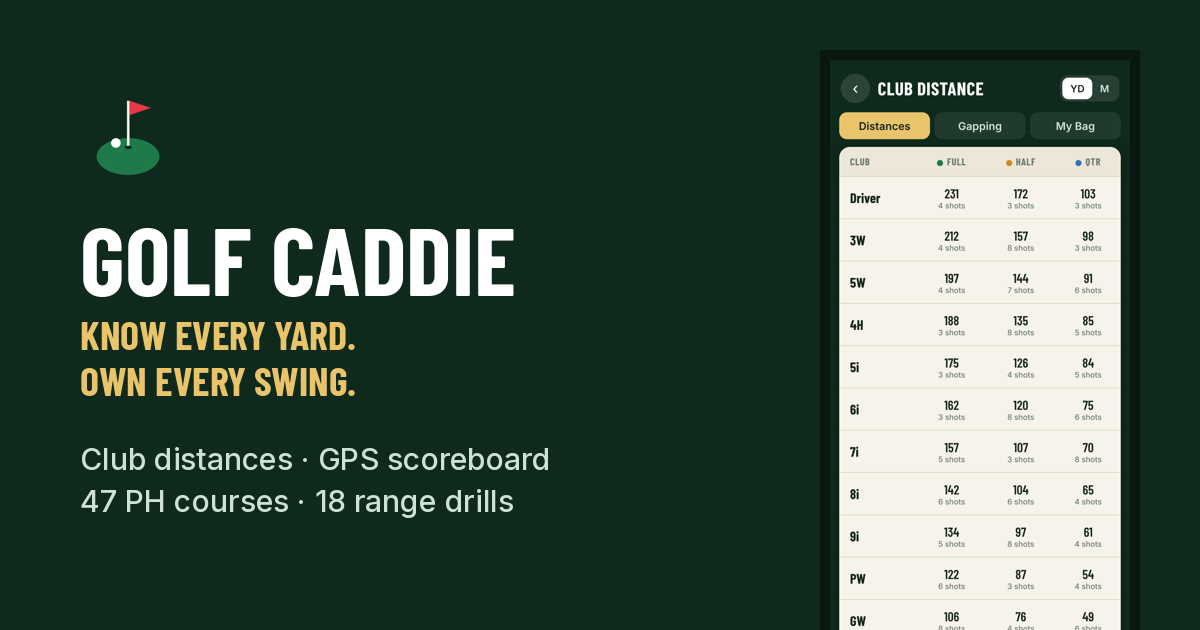 GOLF CADDIE
KNOW EVERY YARD.
OWN EVERY SWING.
Club distances · GPS scoreboard
47 PH courses · 18 range drills
‹ CLUB DISTANCE YD M
Distances Gapping My Bag
CLUB FULL HALF QTR
Driver 231 172 103
4 shots 3 shots 3 shots
3W 212 157 98
4 shots 8 shots 3 shots
5W 197 144 91
4 shots 7 shots 6 shots
4H 188 135 85
3 shots 8 shots 5 shots
5i 175 126 84
3 shots 4 shots 5 shots
6i 162 120 75
3 shots 8 shots 6 shots
7i 157 107 70
5 shots 3 shots 8 shots
8i 142 104 65
6 shots 6 shots 4 shots
9i 134 97 61
5 shots 8 shots 4 shots
PW 122 87 54
6 shots 3 shots 4 shots
GW 106 76 49
8 shots 4 shots 6 shots